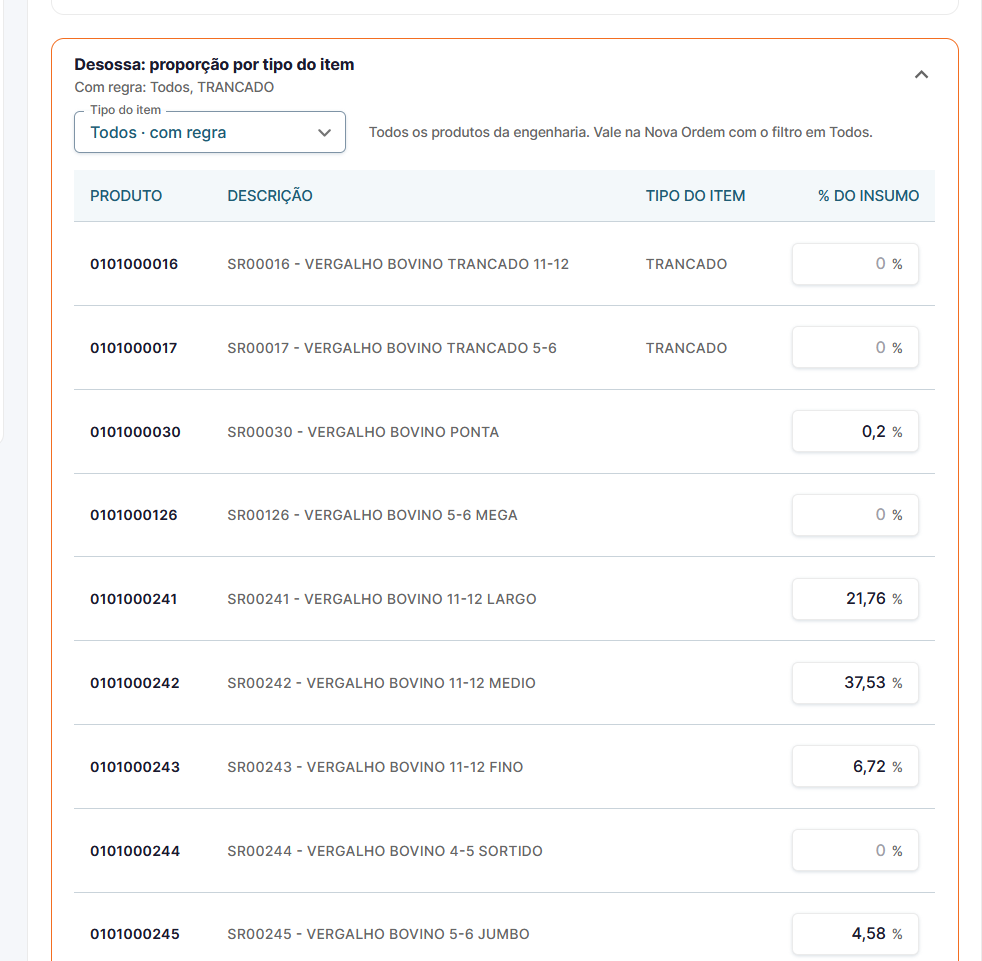 Desossa: proporção por tipo do item
Com regra: Todos, TRANCADO
Tipo do item
Todos · com regra
Todos os produtos da engenharia. Vale na Nova Ordem com o filtro em Todos.
PRODUTO DESCRIÇÃO TIPO DO ITEM % DO INSUMO
0101000016 SR00016 - VERGALHO BOVINO TRANCADO 11-12 TRANCADO 0 %
0101000017 SR00017 - VERGALHO BOVINO TRANCADO 5-6 TRANCADO 0 %
0101000030 SR00030 - VERGALHO BOVINO PONTA 0,2 %
0101000126 SR00126 - VERGALHO BOVINO 5-6 MEGA 0 %
0101000241 SR00241 - VERGALHO BOVINO 11-12 LARGO 21,76 %
0101000242 SR00242 - VERGALHO BOVINO 11-12 MEDIO 37,53 %
0101000243 SR00243 - VERGALHO BOVINO 11-12 FINO 6,72 %
0101000244 SR00244 - VERGALHO BOVINO 4-5 SORTIDO 0 %
0101000245 SR00245 - VERGALHO BOVINO 5-6 JUMBO 4,58 %